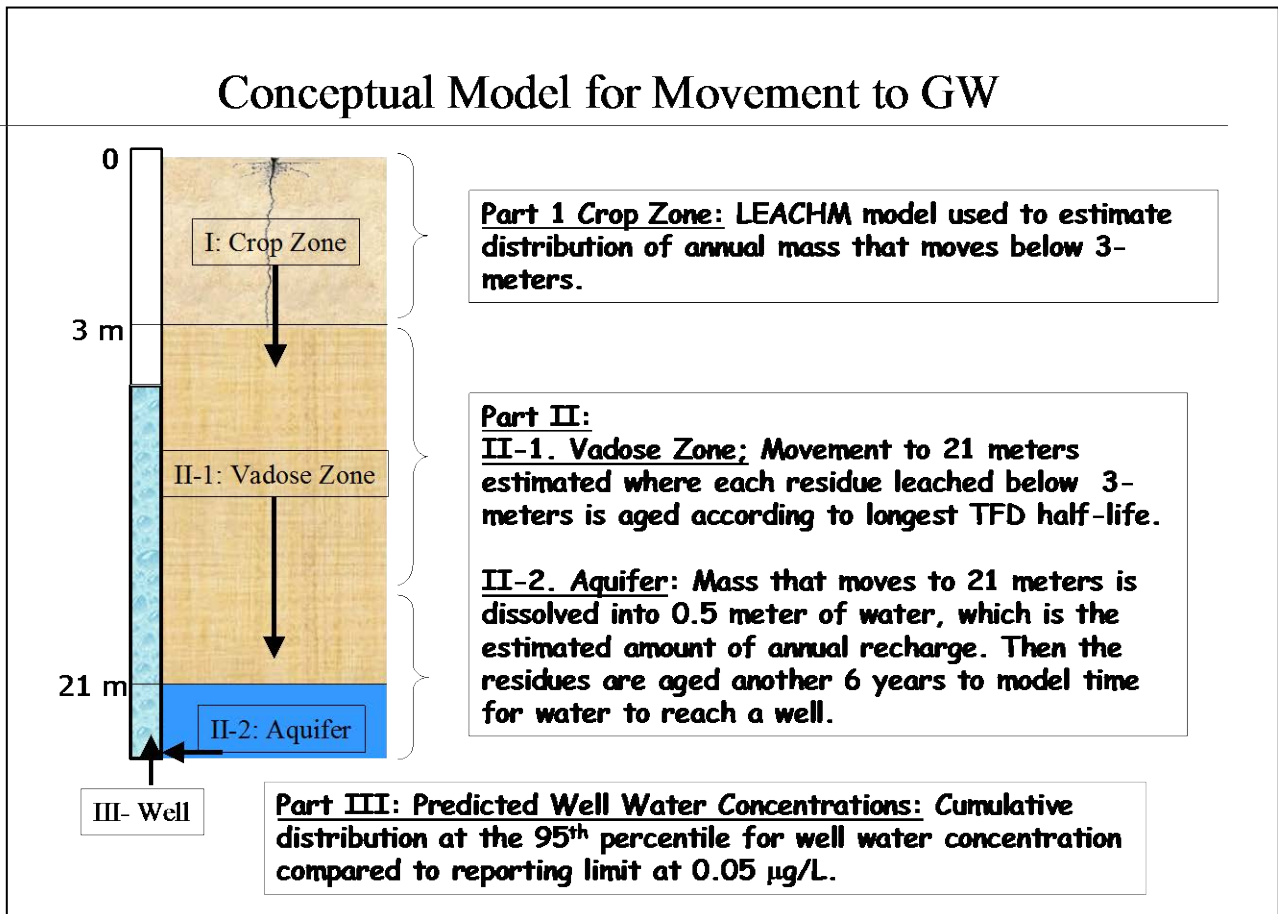 Conceptual Model for Movement to GW
0
I: Crop Zone
3 m
II-1: Vadose Zone
21 m
II-2: Aquifer
III- Well
Part 1 Crop Zone: LEACHM model used to estimate
distribution of annual mass that moves below 3-
meters.
Part II:
II-1. Vadose Zone; Movement to 21 meters
estimated where each residue leached below 3-
meters is aged according to longest TFD half-life.
II-2. Aquifer: Mass that moves to 21 meters is
dissolved into 0.5 meter of water, which is the
estimated amount of annual recharge. Then the
residues are aged another 6 years to model time
for water to reach a well.
Part III: Predicted Well Water Concentrations: Cumulative
distribution at the 95th percentile for well water concentration
compared to reporting limit at 0.05 μg/L.